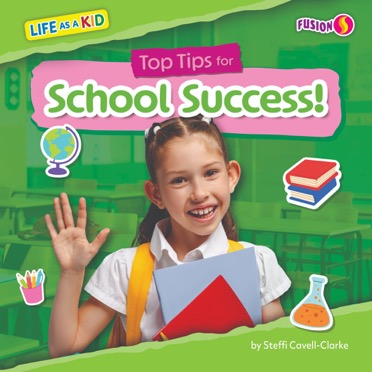 LIFE AS A KID
FUSION
Top Tips for
School Success!
by Steffi Cavell-Clarke